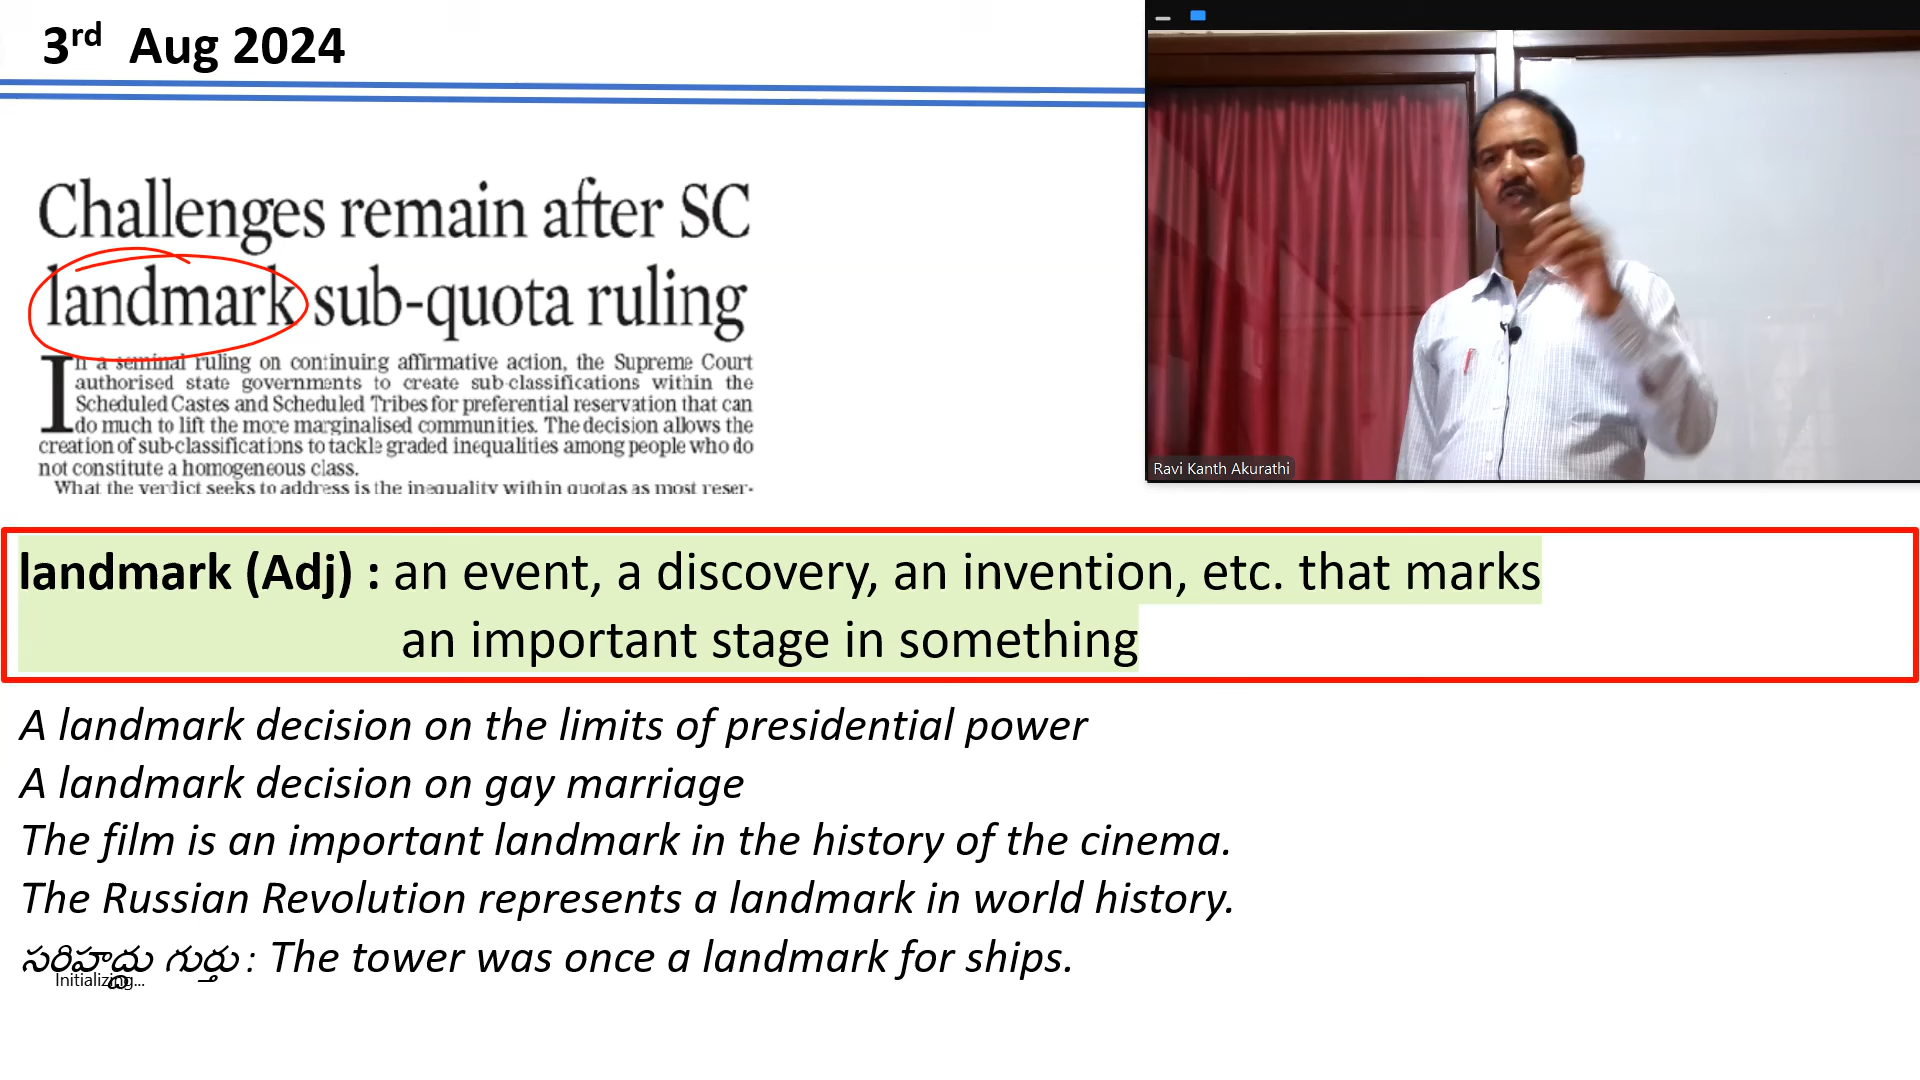 3rd Aug 2024
Challenges remain after SC
landmark sub-quota ruling
In a seminal ruling on continuing affirmative action, the Supreme Court
authorised state governments to create sub-classifications within the
Scheduled Castes and Scheduled Tribes for preferential reservation that can
do much to lift the more marginalised communities. The decision allows the
creation of sub-classifications to tackle graded inequalities among people who do
not constitute a homogeneous class.
What the verdict seeks to address is the inequality within quotas as most reser-
Ravi Kanth Akurathi
landmark (Adj) : an event, a discovery, an invention, etc. that marks
an important stage in something
A landmark decision on the limits of presidential power
A landmark decision on gay marriage
The film is an important landmark in the history of the cinema.
The Russian Revolution represents a landmark in world history.
సరిహద్దు గుర్తు : The tower was once a landmark for ships.
Initializing...